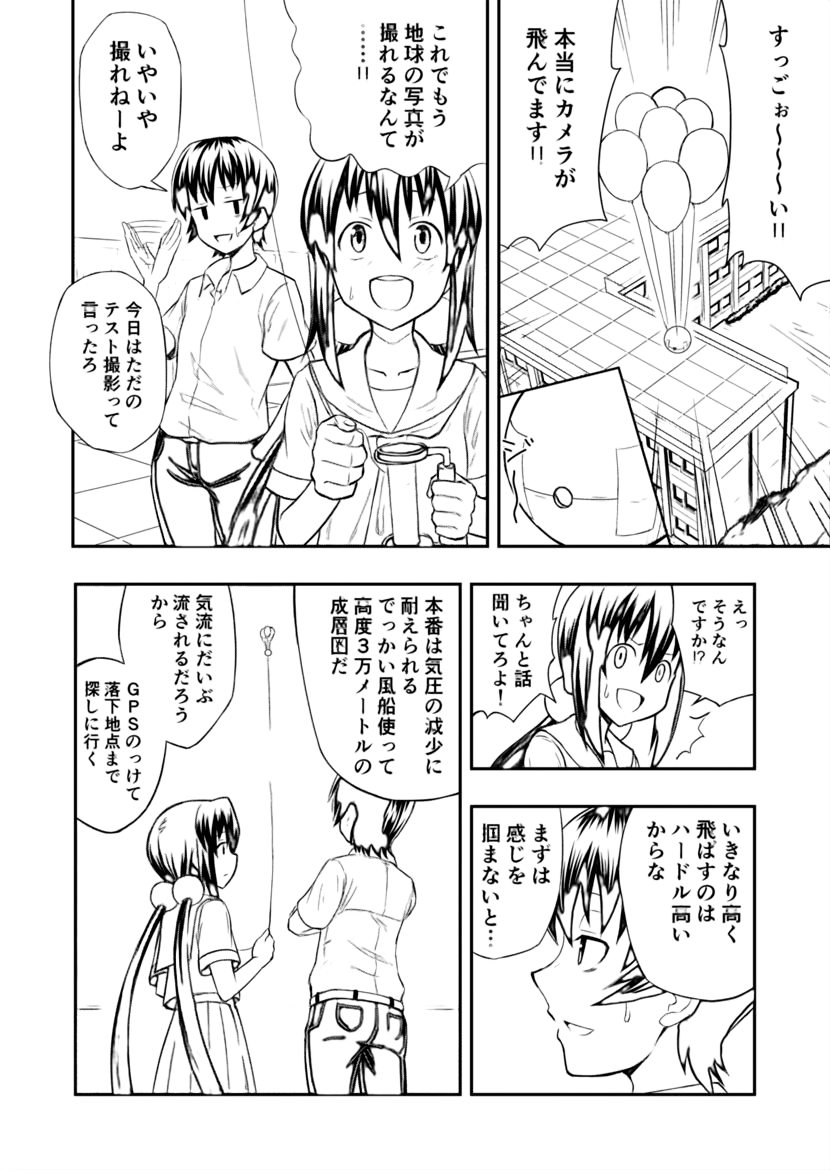 すっごぉ～～～い!!
本当にカメラが
飛んでます!!
ジ
これでもう
地球の写真が
撮れるなんて
……!!
いやいや
撮れねーよ
今日はただの
テスト撮影って
言ったろ
えっ
そうなん
ですか!?
ちゃんと話
聞いてろよ!
いきなり高く
飛ばすのは
ハードル高い
からな
まずは
感じを
掴まないと…
本番は気圧の減少に
耐えられる
でっかい風船使って
高度3万メートルの
成層図だ
気流にだいぶ
流されるだろう
から
GPSのっけて
落下地点まで
探しに行く